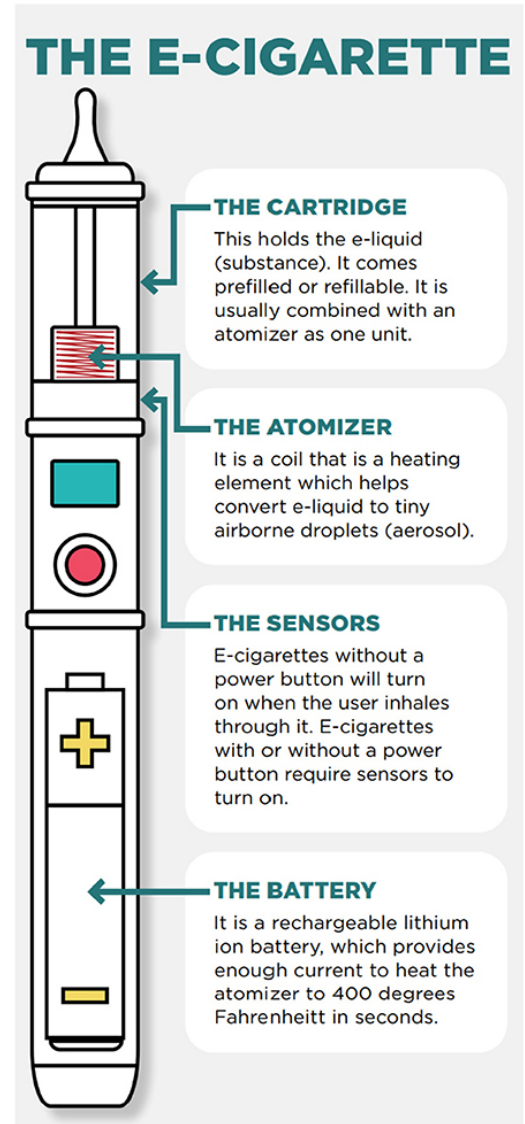 THE E-CIGARETTE
THE CARTRIDGE
This holds the e-liquid
(substance). It comes
prefilled or refillable. It is
usually combined with an
atomizer as one unit.
THE ATOMIZER
It is a coil that is a heating
element which helps
convert e-liquid to tiny
airborne droplets (aerosol).
THE SENSORS
E-cigarettes without a
power button will turn
on when the user inhales
through it. E-cigarettes
with or without a power
button require sensors to
turn on.
THE BATTERY
It is a rechargeable lithium
ion battery, which provides
enough current to heat the
atomizer to 400 degrees
Fahrenheitt in seconds.